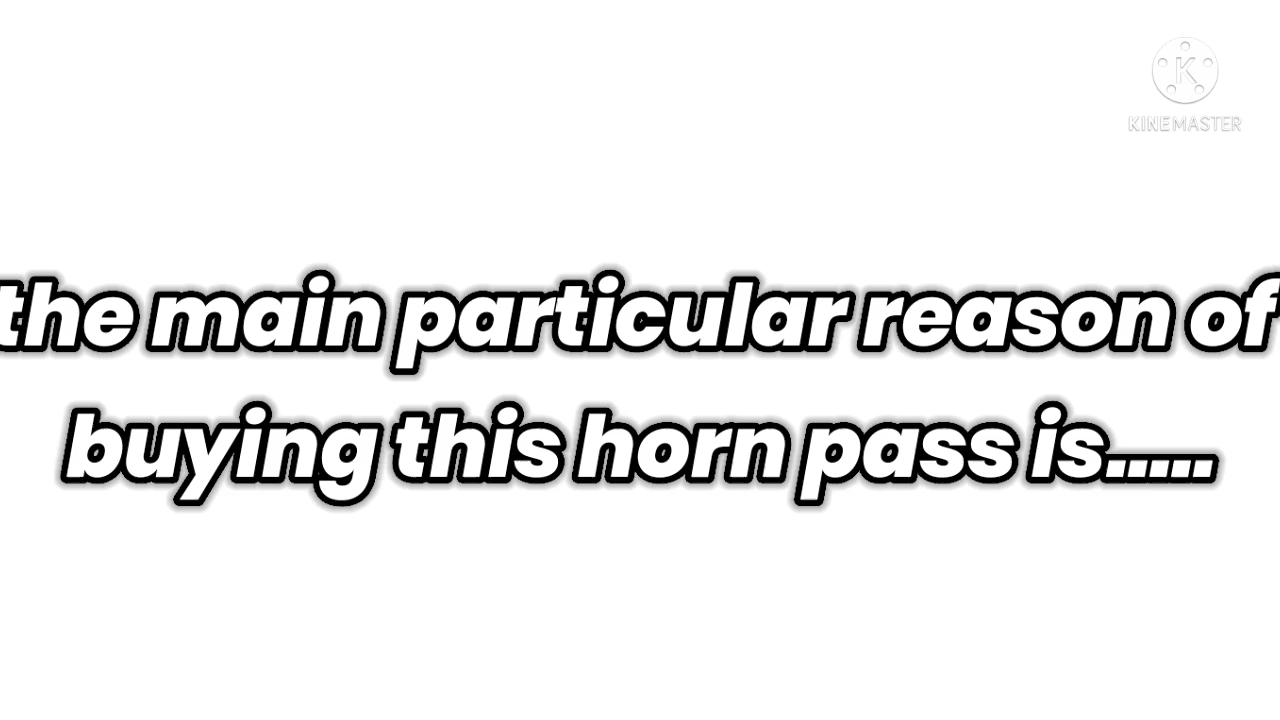 K
KINEMASTER
the main particular reason of
buying this horn pass is.....